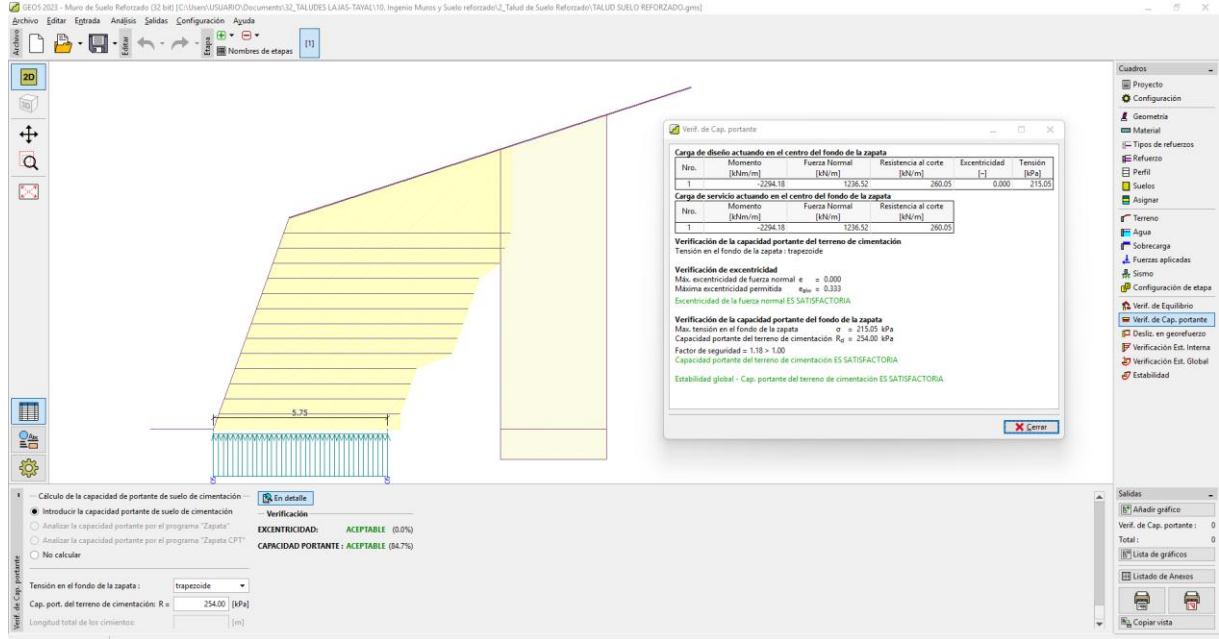 GEO5 2023 - Muro de Suelo Reforzado (32 bit) [C:\Users\USUARIO\Documents\32_TALUDES LAJAS-TAYAL\10. Ingenio Muros y Suelo reforzado\2_Talud de Suelo Reforzado\TALUD SUELO REFORZADO.gms]
Archivo Editar Entrada Análisis Salidas Configuración Ayuda
Archivo
Editar
Etapa
Nombres de etapas
[1]
2D
3D
5.75
Verif. de Cap. portante
Carga de diseño actuando en el centro del fondo de la zapata
Nro. Momento Fuerza Normal Resistencia al corte Excentricidad Tensión
[kNm/m] [kN/m] [kN/m] [–] [kPa]
1 -2294.18 1236.52 260.05 0.000 215.05
Carga de servicio actuando en el centro del fondo de la zapata
Nro. Momento Fuerza Normal Resistencia al corte
[kNm/m] [kN/m] [kN/m]
1 -2294.18 1236.52 260.05
Verificación de la capacidad portante del terreno de cimentación
Tensión en el fondo de la zapata : trapezoide
Verificación de excentricidad
Máx. excentricidad de fuerza normal e = 0.000
Máxima excentricidad permitida e_alw = 0.333
Excentricidad de la fuerza normal ES SATISFACTORIA
Verificación de la capacidad portante del fondo de la zapata
Max. tensión en el fondo de la zapata σ = 215.05 kPa
Capacidad portante del terreno de cimentación R_d = 254.00 kPa
Factor de seguridad = 1.18 > 1.00
Capacidad portante del terreno de cimentación ES SATISFACTORIA
Estabilidad global - Cap. portante del terreno de cimentación ES SATISFACTORIA
Cerrar
Cuadros
Proyecto
Configuración
Geometría
Material
Tipos de refuerzos
Refuerzo
Perfil
Suelos
Asignar
Terreno
Agua
Sobrecarga
Fuerzas aplicadas
Sismo
Configuración de etapa
Verif. de Equilibrio
Verif. de Cap. portante
Desliz. en georefuerzo
Verificación Est. Interna
Verificación Est. Global
Estabilidad
Verif. de Cap. portante
Cálculo de la capacidad de portante de suelo de cimentación
Introducir la capacidad portante de suelo de cimentación
Analizar la capacidad portante por el programa "Zapata"
Analizar la capacidad portante por el programa "Zapata CPT"
No calcular
Tensión en el fondo de la zapata : trapezoide
Cap. port. del terreno de cimentación: R = 254.00 [kPa]
Longitud total de los cimientos: [m]
En detalle
Verificación
EXCENTRICIDAD: ACEPTABLE (0.0%)
CAPACIDAD PORTANTE : ACEPTABLE (84.7%)
Salidas
Añadir gráfico
Verif. de Cap. portante : 0
Total : 0
Lista de gráficos
Listado de Anexos
Copiar vista